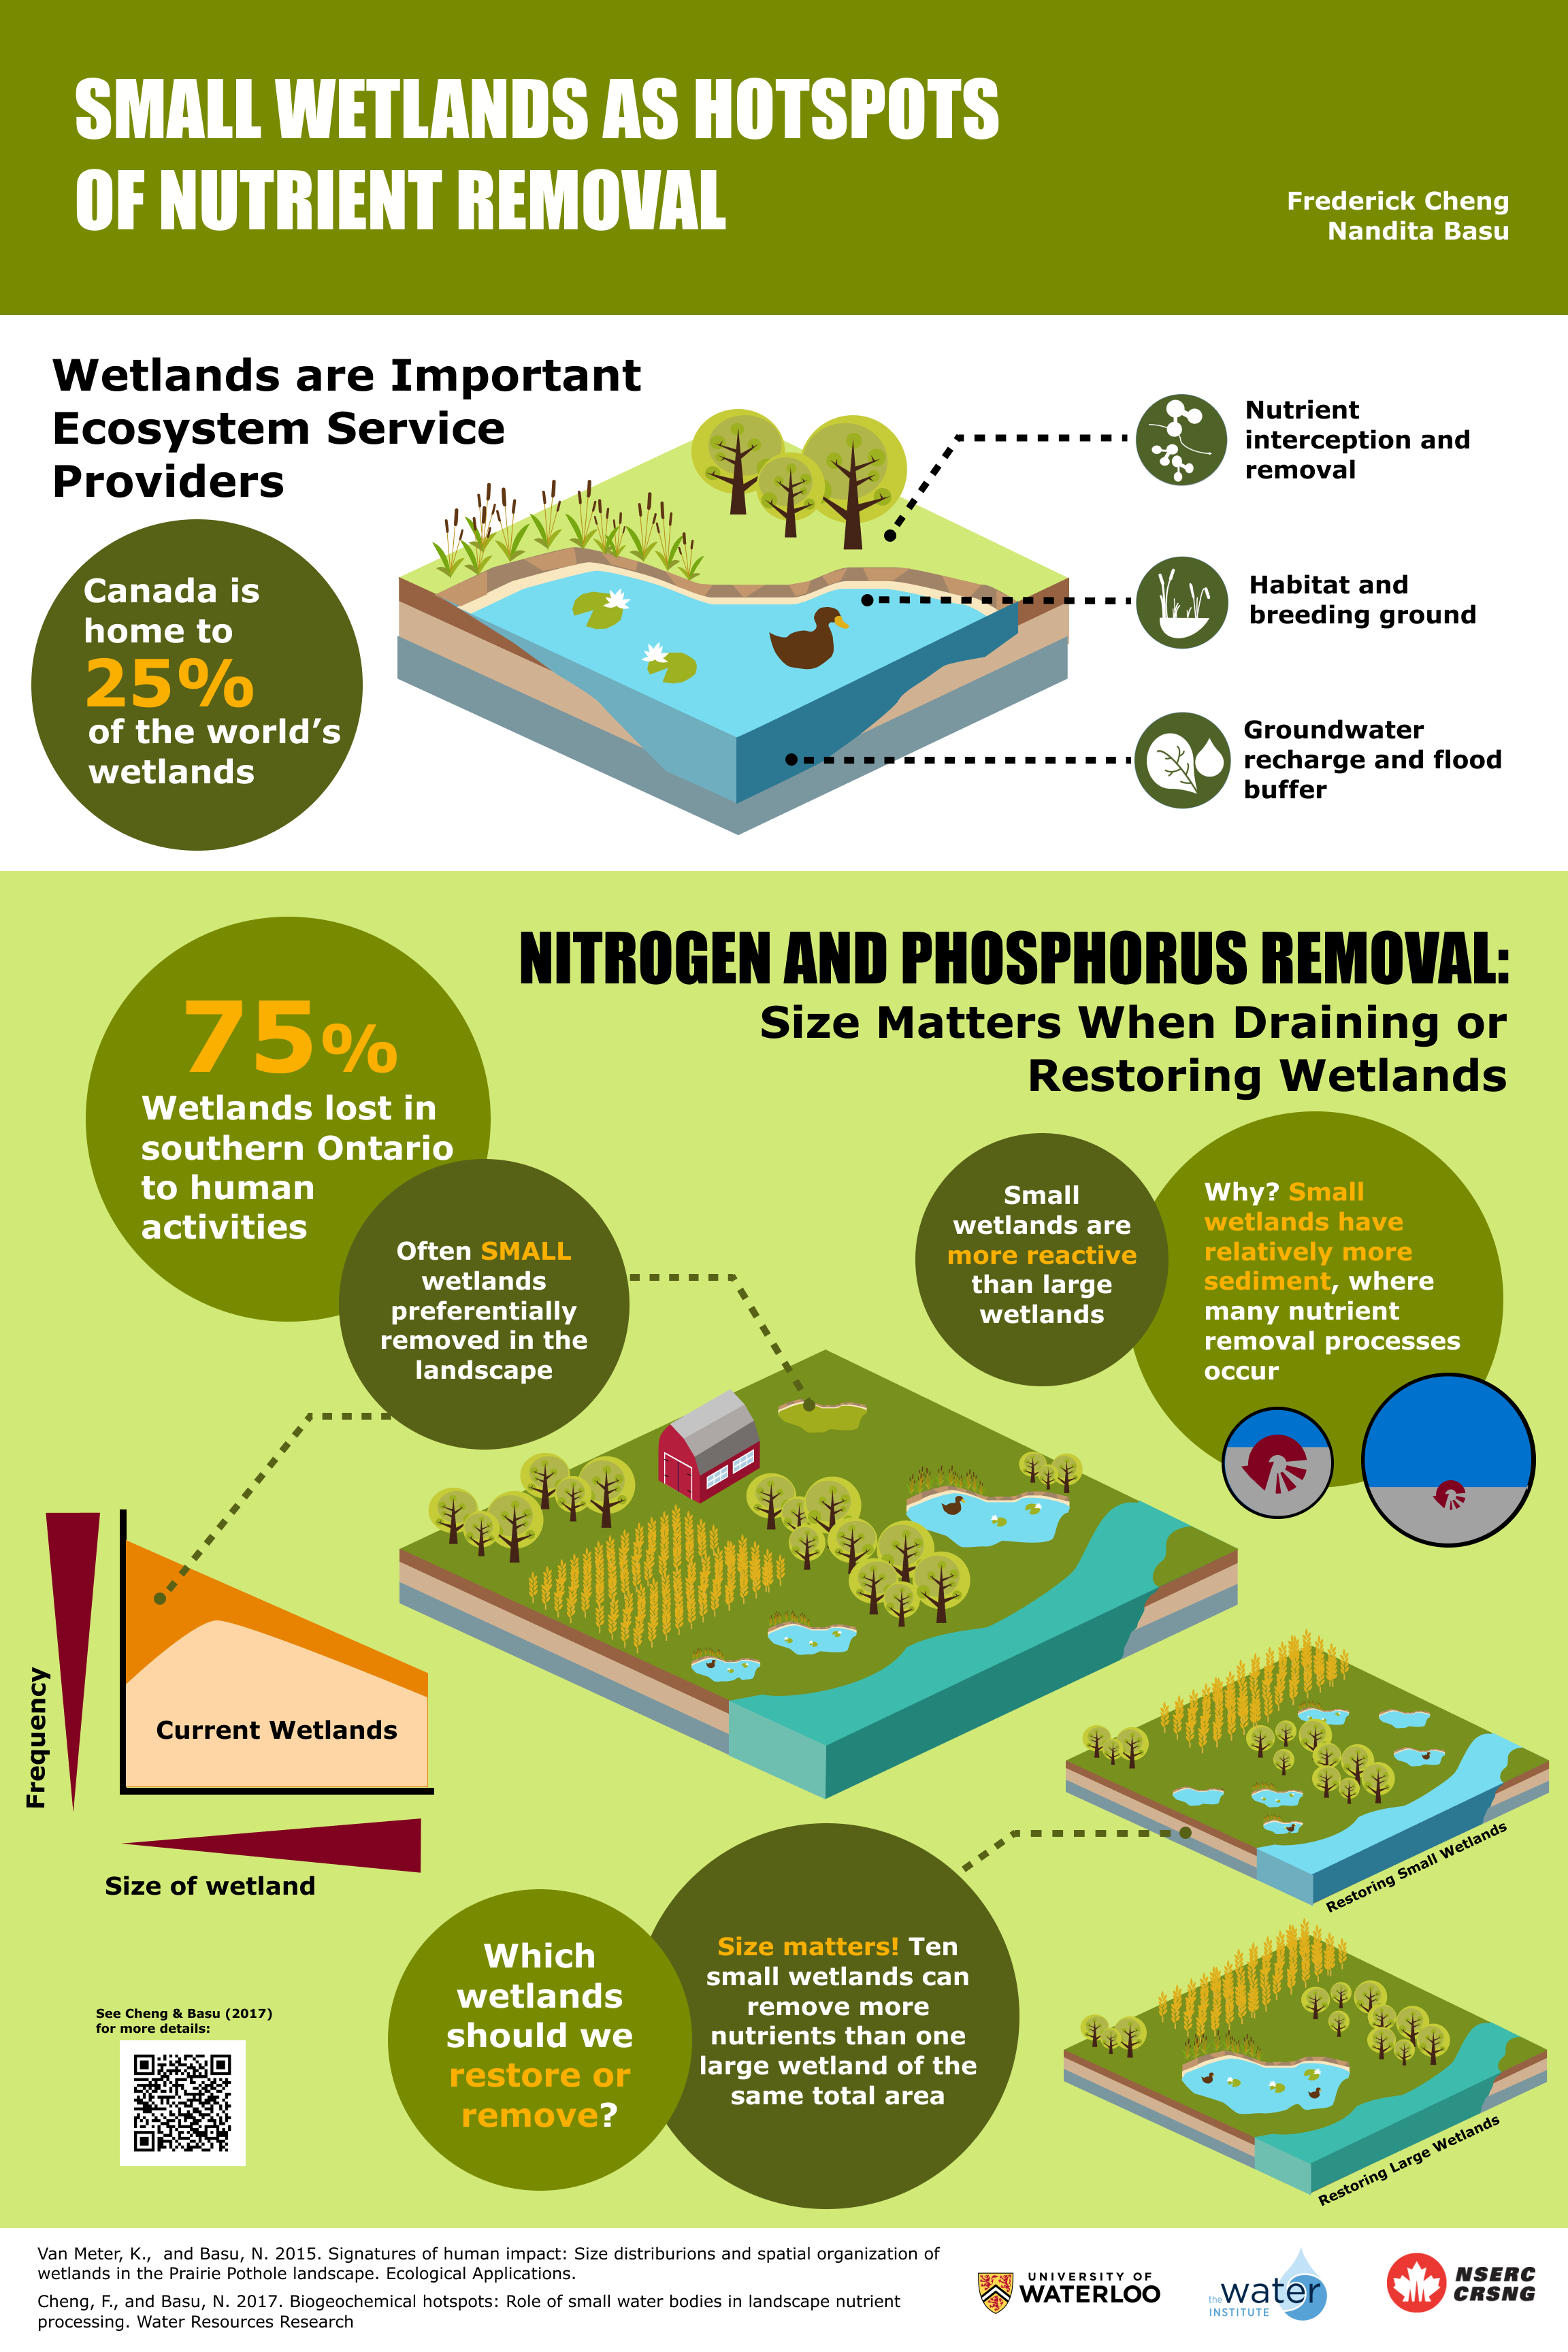 SMALL WETLANDS AS HOTSPOTS
OF NUTRIENT REMOVAL
Frederick Cheng
Nandita Basu
Wetlands are Important
Ecosystem Service
Providers
Canada is
home to
25%
of the world’s
wetlands
Nutrient
interception and
removal
Habitat and
breeding ground
Groundwater
recharge and flood
buffer
NITROGEN AND PHOSPHORUS REMOVAL:
Size Matters When Draining or
Restoring Wetlands
75%
Wetlands lost in
southern Ontario
to human
activities
Often SMALL
wetlands
preferentially
removed in the
landscape
Small
wetlands are
more reactive
than large
wetlands
Why? Small
wetlands have
relatively more
sediment, where
many nutrient
removal processes
occur
Frequency
Current Wetlands
Size of wetland
Restoring Small Wetlands
Restoring Large Wetlands
Which
wetlands
should we
restore or
remove?
Size matters! Ten
small wetlands can
remove more
nutrients than one
large wetland of the
same total area
See Cheng & Basu (2017)
for more details:
Van Meter, K.,  and Basu, N. 2015. Signatures of human impact: Size distriburions and spatial organization of
wetlands in the Prairie Pothole landscape. Ecological Applications.
Cheng, F., and Basu, N. 2017. Biogeochemical hotspots: Role of small water bodies in landscape nutrient
processing. Water Resources Research
UNIVERSITY OF
WATERLOO
the water
INSTITUTE
NSERC
CRSNG